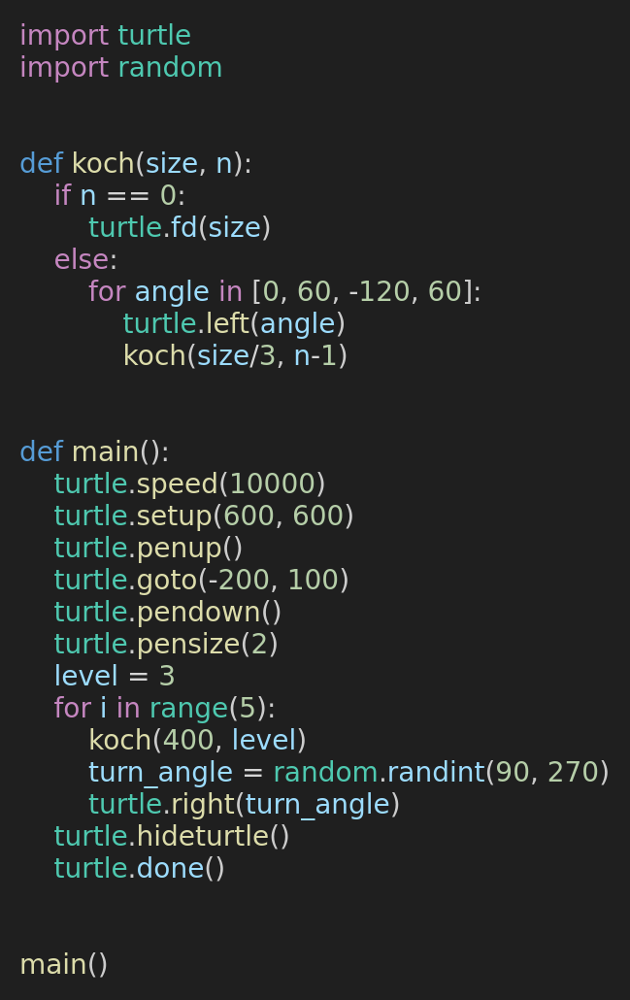 import turtle
import random


def koch(size, n):
    if n == 0:
        turtle.fd(size)
    else:
        for angle in [0, 60, -120, 60]:
            turtle.left(angle)
            koch(size/3, n-1)


def main():
    turtle.speed(10000)
    turtle.setup(600, 600)
    turtle.penup()
    turtle.goto(-200, 100)
    turtle.pendown()
    turtle.pensize(2)
    level = 3
    for i in range(5):
        koch(400, level)
        turn_angle = random.randint(90, 270)
        turtle.right(turn_angle)
    turtle.hideturtle()
    turtle.done()


main()